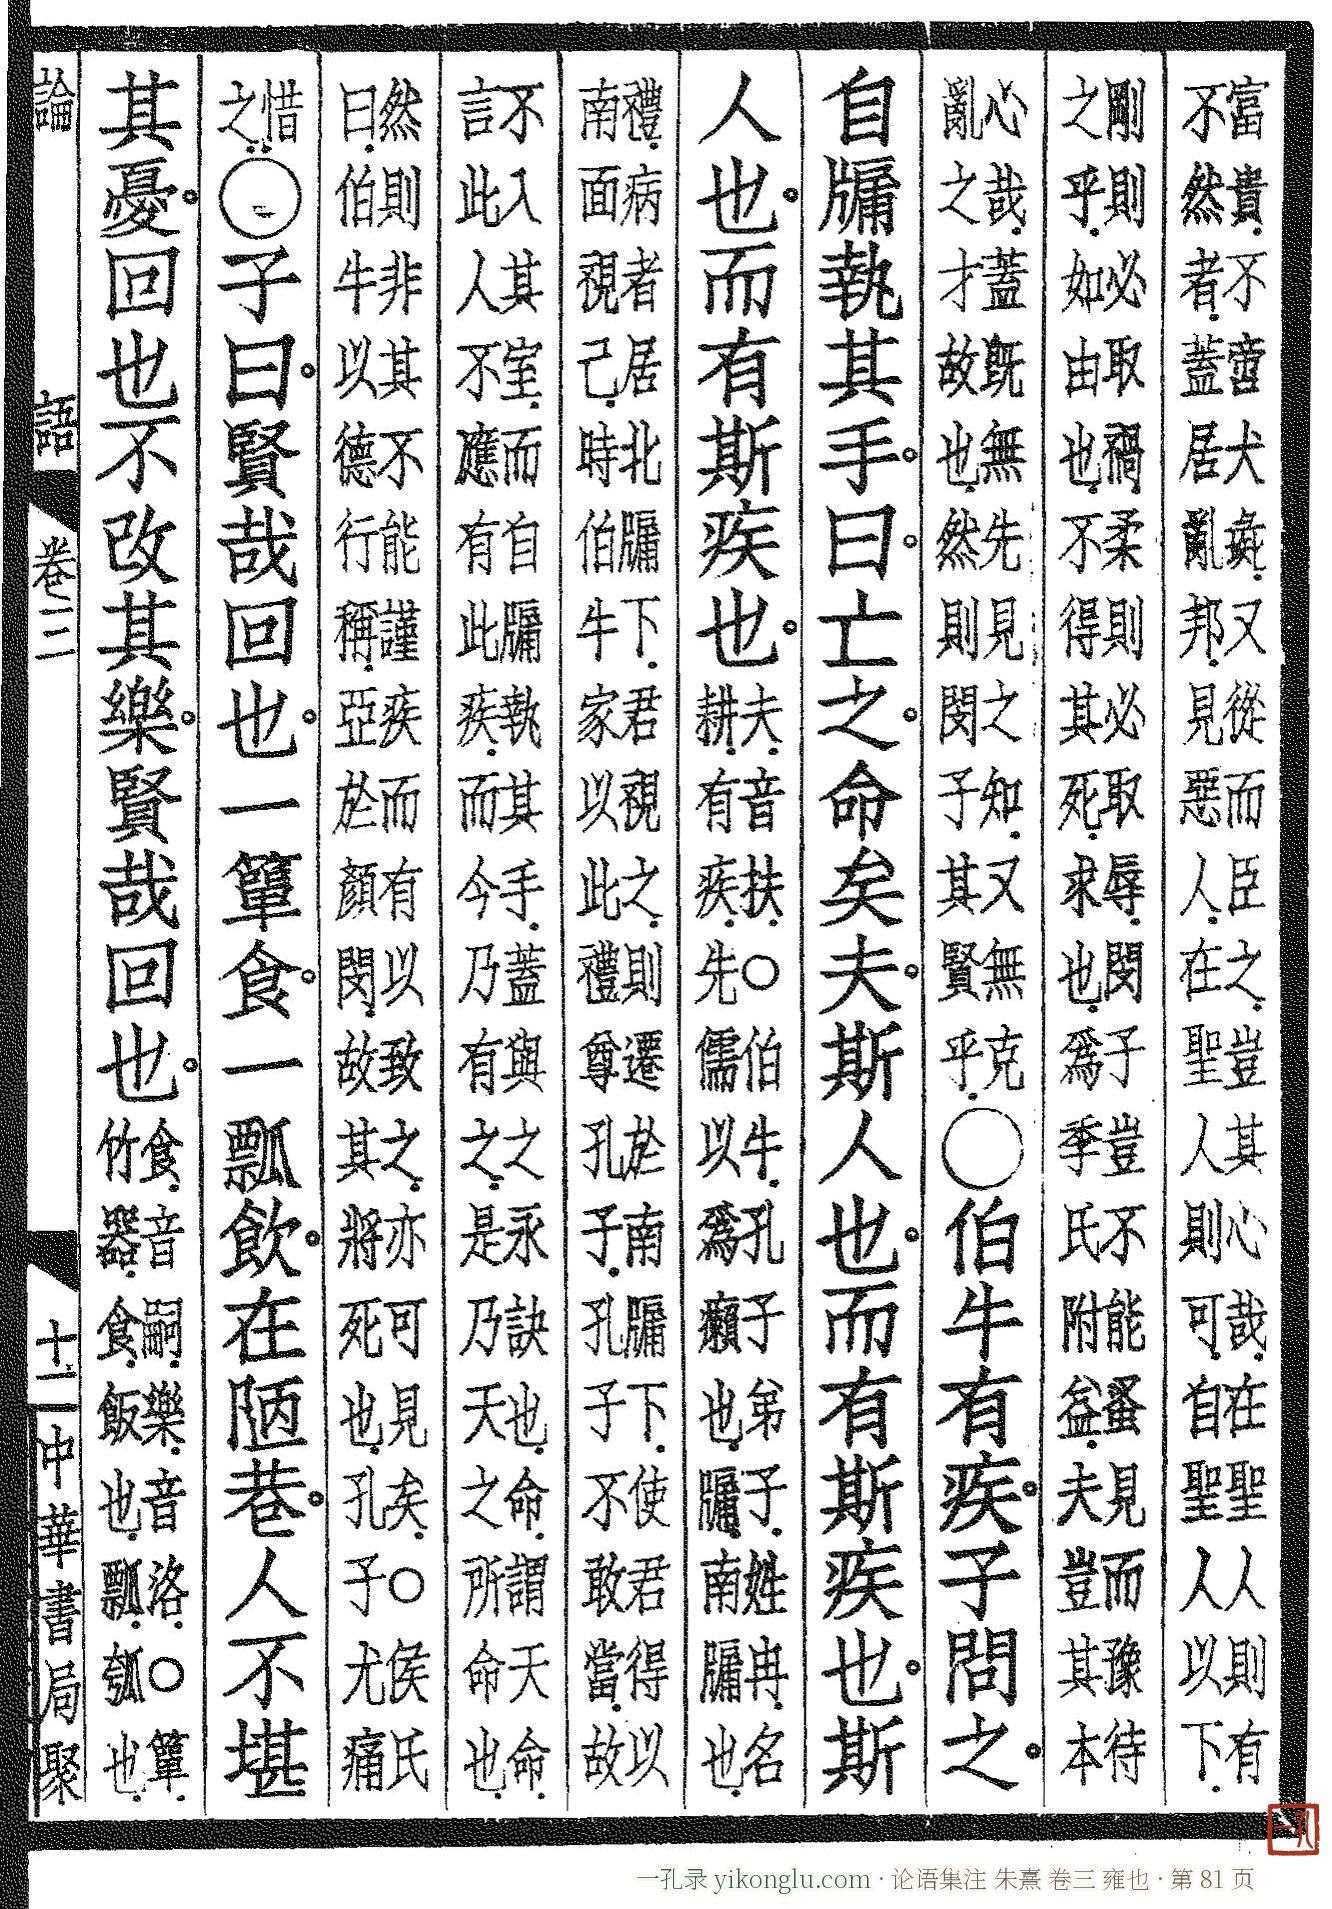 富貴。不啻犬彘。又從而臣之。豈其心哉。在聖人則有
不然者。蓋居亂邦。見惡人。在聖人則可。自聖人以下。
剛則必取禍。柔則必取辱。閔子豈不能蚤見而豫待
之乎。如由也。不得其死。求也。爲季氏附益。夫豈其本
心哉。蓋旣無先見之知。又無克
亂之才故也。然則閔子其賢乎。
○伯牛有疾。子問之。
自牖執其手。曰。亡之。命矣夫。斯人也。而有斯疾也。斯
人也。而有斯疾也。
夫。音扶。○伯牛。孔子弟子。姓冉。名
耕。有疾。先儒以爲癩也。牖。南牖也。
禮。病者居北牖下。君視之。則遷於南牖下。使君得以
南面視己。時伯牛家以此禮尊孔子。孔子不敢當。故
不入其室。而自牖執其手。蓋與之永訣也。命。謂天命。
言此人不應有此疾。而今乃有之。是乃天之所命也。
然則非其不能謹疾而有以致之。亦可見矣。○侯氏
曰。伯牛以德行稱。亞於顏閔。故其將死也。孔子尤痛
惜
之。
○子曰。賢哉回也。一簞食。一瓢飲。在陋巷。人不堪
其憂。回也不改其樂。賢哉回也。
食。音嗣。樂。音洛。○簞。
竹器。食。飯也。瓢。瓠也。
論語 卷三 十一 中華書局聚
一孔录 yikonglu.com · 论语集注 朱熹 卷三 雍也 · 第 81 页